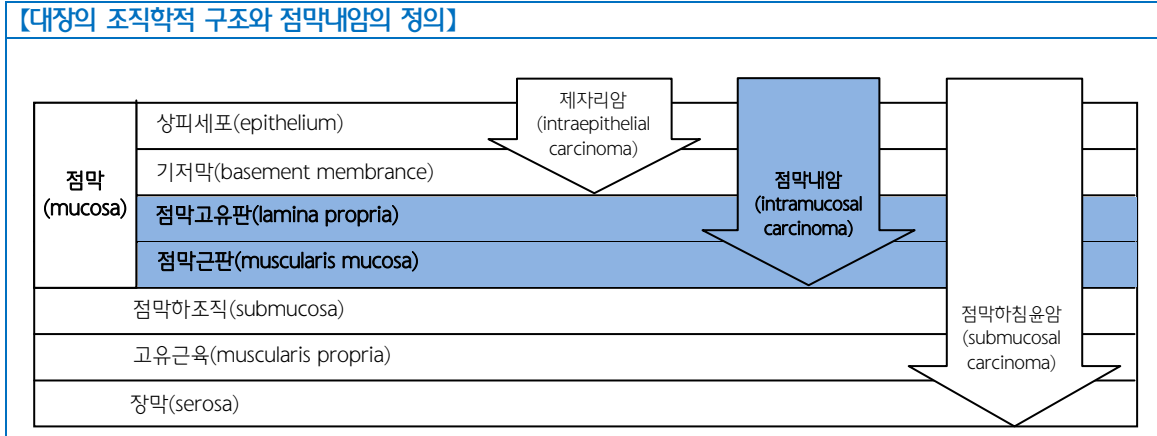 【대장의 조직학적 구조와 점막내암의 정의】
제자리암
(intraepithelial
carcinoma)
상피세포(epithelium)
기저막(basement membrance)
점막
(mucosa)
점막내암
(intramucosal
carcinoma)
점막고유판(lamina propria)
점막근판(muscularis mucosa)
점막하조직(submucosa)
점막하침윤암
(submucosal
carcinoma)
고유근육(muscularis propria)
장막(serosa)